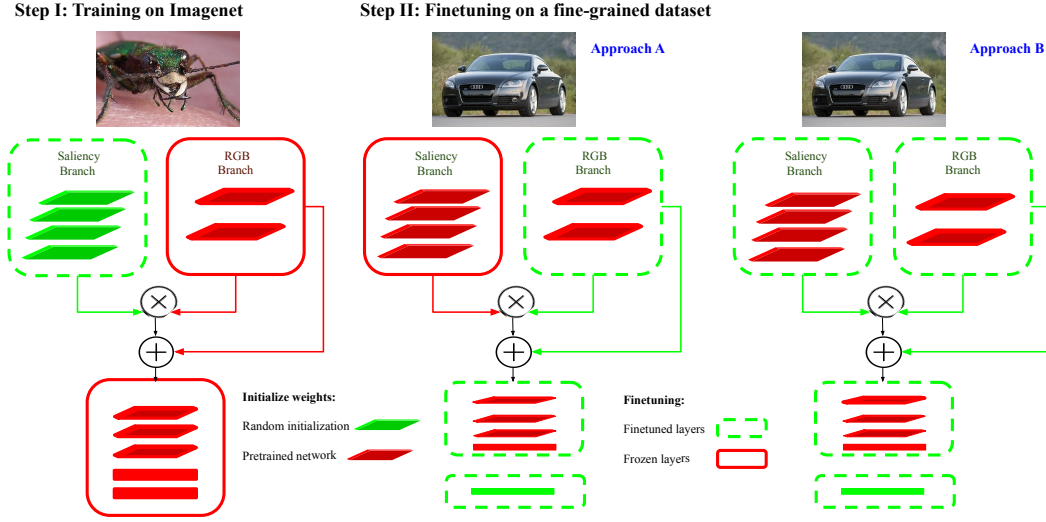 Step I: Training on Imagenet
Step II: Finetuning on a fine-grained dataset
Approach A
Approach B
Saliency
Branch
RGB
Branch
Saliency
Branch
RGB
Branch
Saliency
Branch
RGB
Branch
Initialize weights:
Random initialization
Pretrained network
Finetuning:
Finetuned layers
Frozen layers